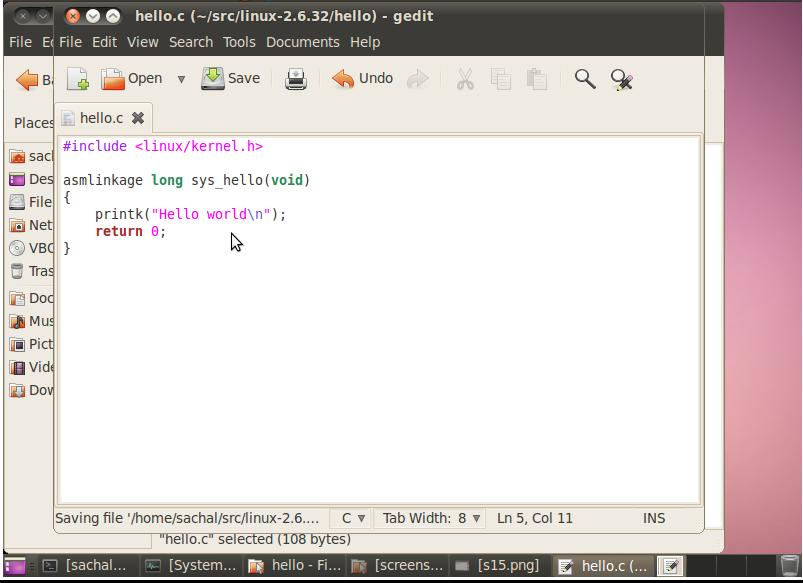 hello.c (~/src/linux-2.6.32/hello) - gedit
File
File Edit View Search Tools Documents Help
Open Save Undo
Places
hello.c
#include <linux/kernel.h>
asmlinkage long sys_hello(void)
{
printk("Hello world\n");
return 0;
}
sach
Des
File
Net
VBO
Tras
Doc
Mus
Pict
Vide
Dow
Saving file '/home/sachal/src/linux-2.6.... C Tab Width: 8 Ln 5, Col 11 INS
"hello.c" selected (108 bytes)
[sachal... [System... hello - Fi... [screens... [s15.png] hello.c (...